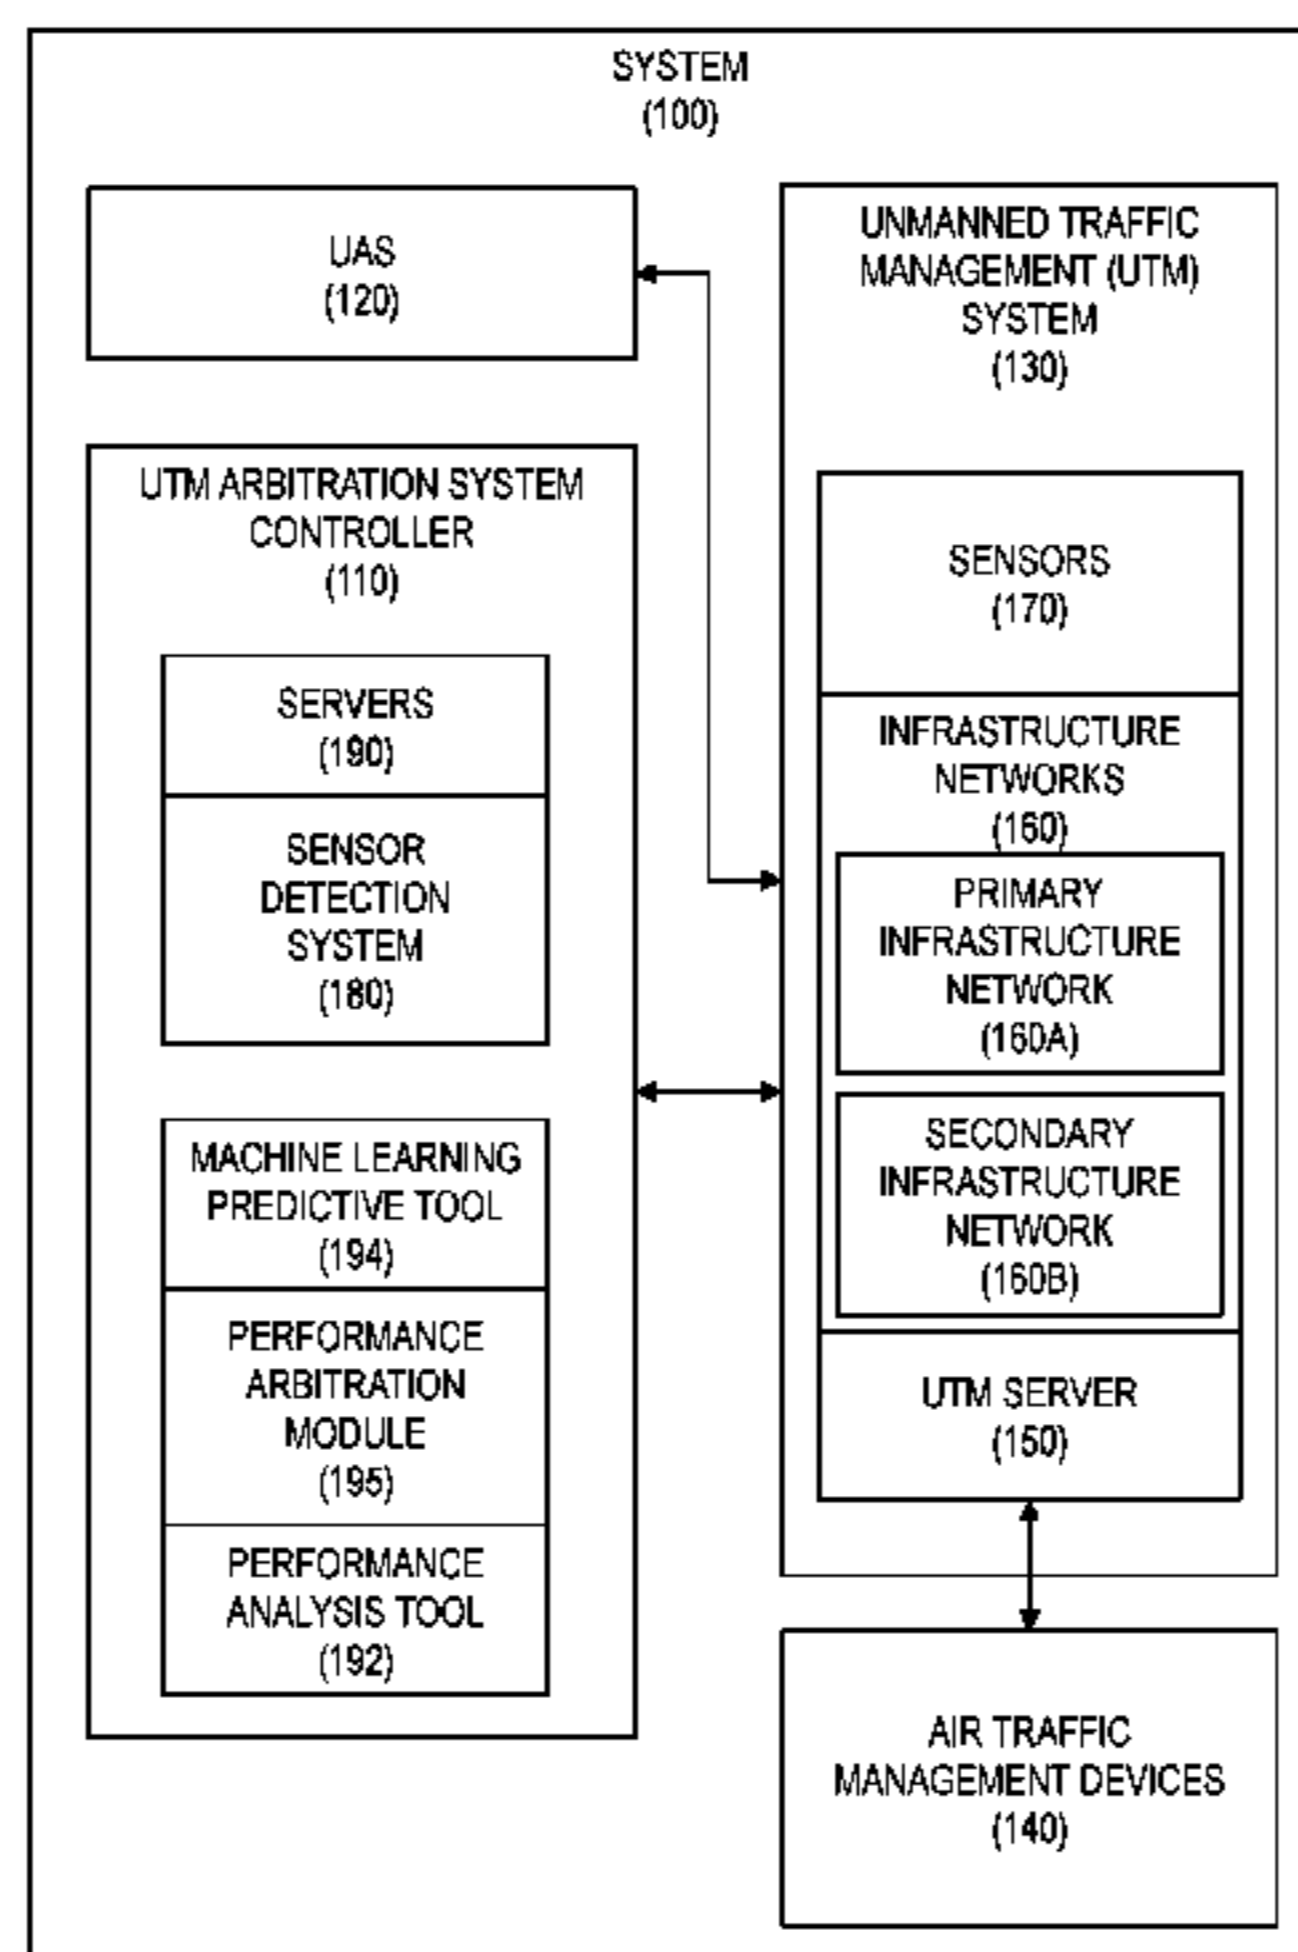 SYSTEM
(100)
UAS
(120)
UTM ARBITRATION SYSTEM
CONTROLLER
(110)
SERVERS
(190)
SENSOR
DETECTION
SYSTEM
(180)
MACHINE LEARNING
PREDICTIVE TOOL
(194)
PERFORMANCE
ARBITRATION
MODULE
(195)
PERFORMANCE
ANALYSIS TOOL
(192)
UNMANNED TRAFFIC
MANAGEMENT (UTM)
SYSTEM
(130)
SENSORS
(170)
INFRASTRUCTURE
NETWORKS
(160)
PRIMARY
INFRASTRUCTURE
NETWORK
(160A)
SECONDARY
INFRASTRUCTURE
NETWORK
(160B)
UTM SERVER
(150)
AIR TRAFFIC
MANAGEMENT DEVICES
(140)